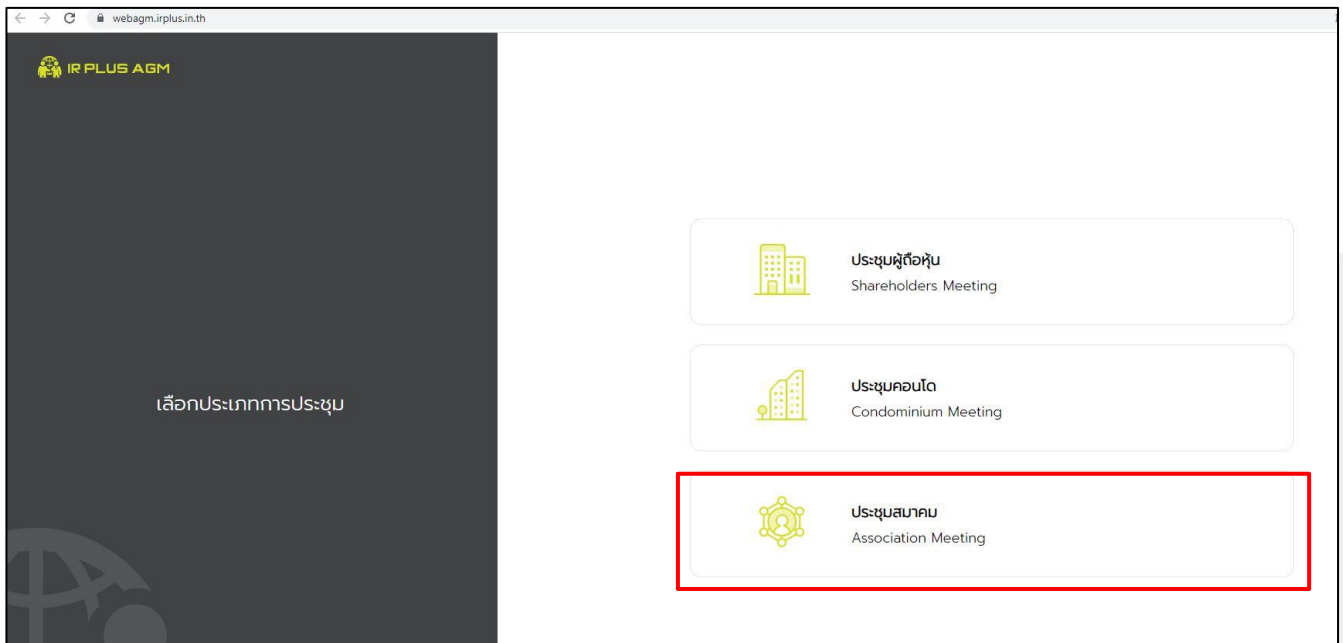 webagm.irplus.in.th
IR PLUS AGM
เลือกประเภทการประชุม
ประชุมผู้ถือหุ้น
Shareholders Meeting
ประชุมคอนโด
Condominium Meeting
ประชุมสมาคม
Association Meeting